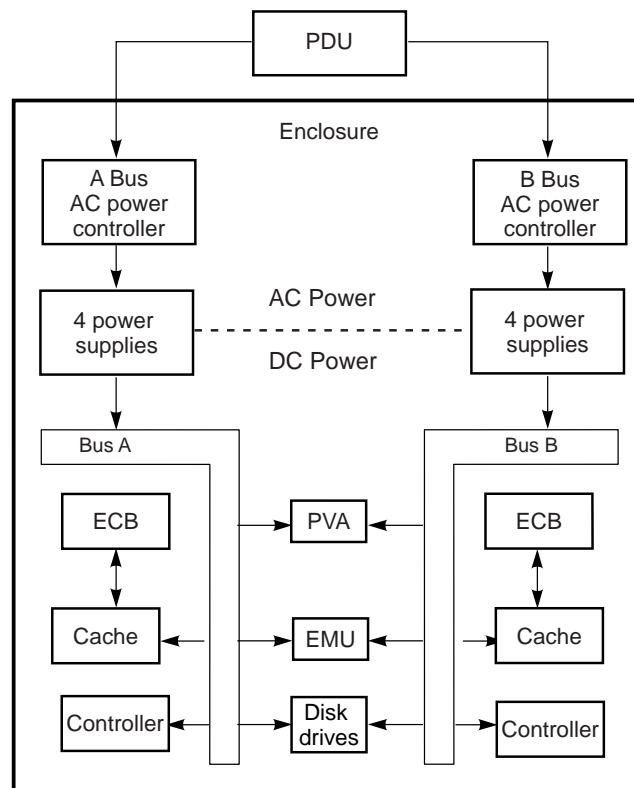 PDU
Enclosure
A Bus
AC power
controller
B Bus
AC power
controller
AC Power
4 power
supplies
4 power
supplies
DC Power
Bus A
Bus B
ECB
PVA
ECB
Cache
EMU
Cache
Controller
Disk
drives
Controller